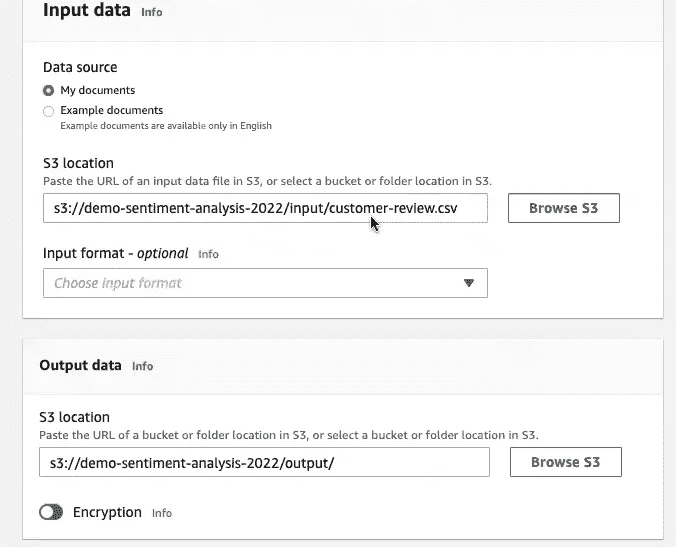 Input data Info
Data source
My documents
Example documents
Example documents are available only in English
S3 location
Paste the URL of an input data file in S3, or select a bucket or folder location in S3.
s3://demo-sentiment-analysis-2022/input/customer-review.csv
Browse S3
Input format - optional Info
Choose input format
Output data Info
S3 location
Paste the URL of a bucket or folder location in S3, or select a bucket or folder location in S3.
s3://demo-sentiment-analysis-2022/output/
Browse S3
Encryption Info